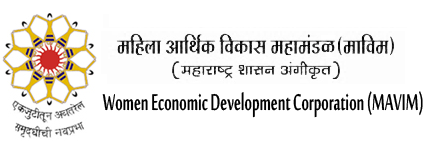 महिला आर्थिक विकास महामंडळ (माविम)
(महाराष्ट्र शासन अंगीकृत)
Women Economic Development Corporation (MAVIM)
एकजुटीतून अवतरेल
समृध्दीची नवप्रभा